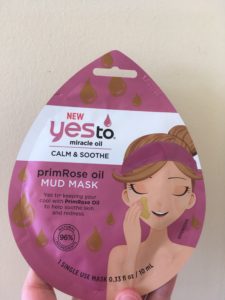 NEW
yes to
miracle oil
CALM & SOOTHE
primRose oil
MUD MASK
Yes to: keeping your
cool with PrimRose Oil
to help soothe skin
and redness
96%
1 SINGLE USE MASK 0.33 fl oz / 10 mL